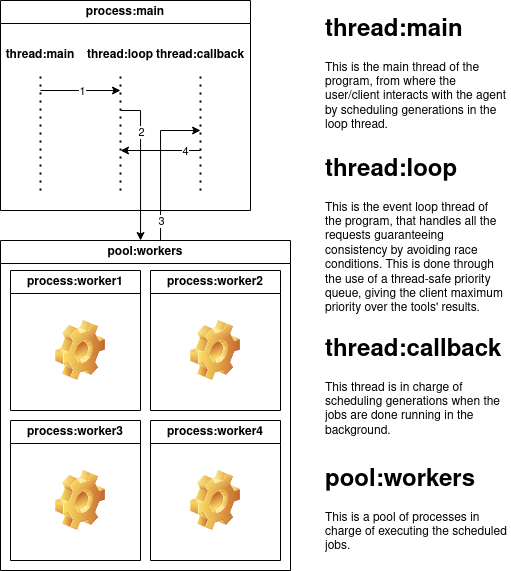 process:main
thread:main thread:loop thread:callback
1
2
3
4
pool:workers
process:worker1 process:worker2
process:worker3 process:worker4
thread:main
This is the main thread of the
program, from where the
user/client interacts with the agent
by scheduling generations in the
loop thread.
thread:loop
This is the event loop thread of
the program, that handles all the
requests guaranteeing
consistency by avoiding race
conditions. This is done through
the use of a thread-safe priority
queue, giving the client maximum
priority over the tools' results.
thread:callback
This thread is in charge of
scheduling generations when the
jobs are done running in the
background.
pool:workers
This is a pool of processes in
charge of executing the scheduled
jobs.